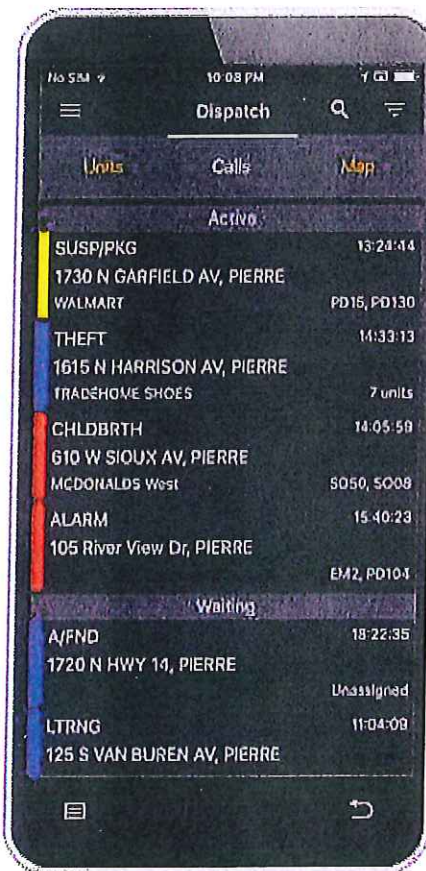 No SIM 10:08 PM
Dispatch
Units Calls Map
Active
SUSP/PKG 13:24:44
1730 N GARFIELD AV, PIERRE
WALMART PD15, PD130
THEFT 14:33:13
1615 N HARRISON AV, PIERRE
TRADEHOME SHOES 7 units
CHLDBRTH 14:05:59
610 W SIOUX AV, PIERRE
MCDONALDS West SO50, SO08
ALARM 15:40:23
105 River View Dr, PIERRE
EM2, PD104
Waiting
A/FND 18:22:35
1720 N HWY 14, PIERRE
Unassigned
LTRNG 11:04:09
125 S VAN BUREN AV, PIERRE